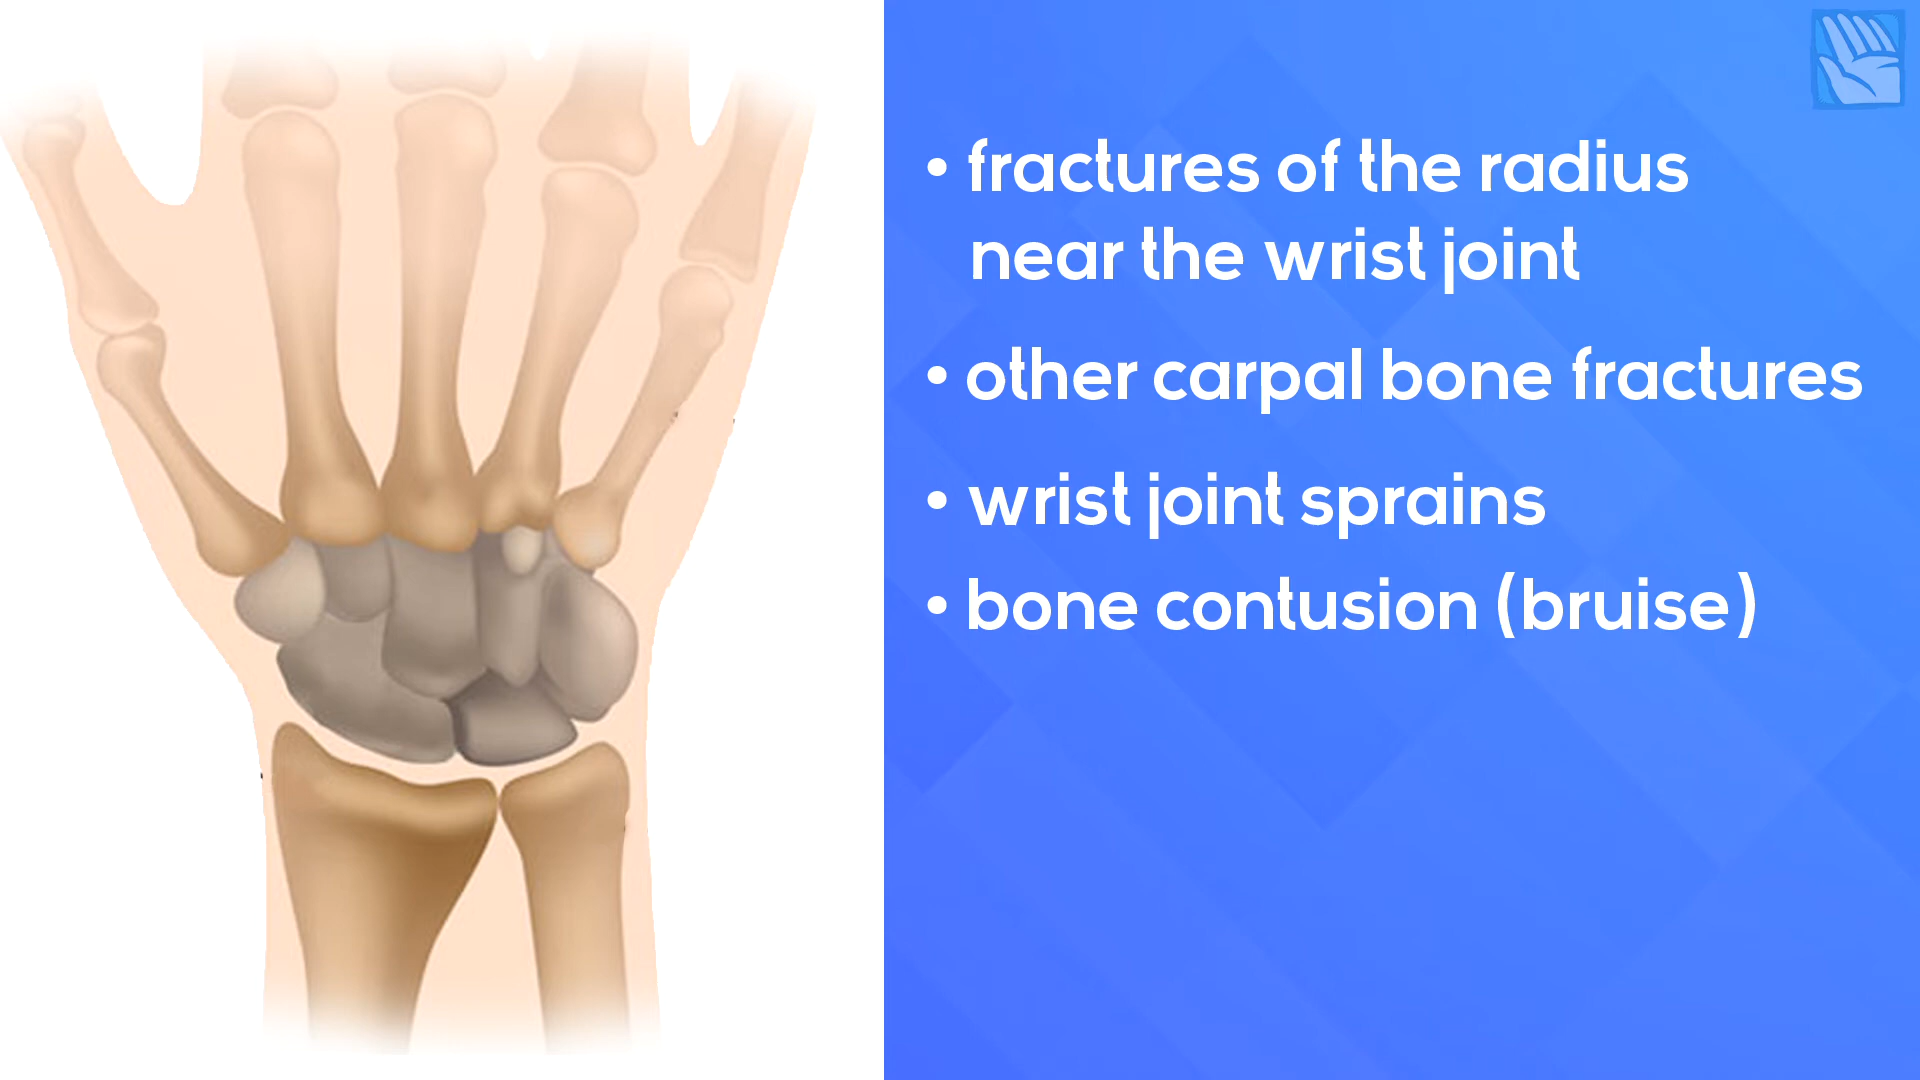 • fractures of the radius
near the wrist joint
• other carpal bone fractures
• wrist joint sprains
• bone contusion (bruise)